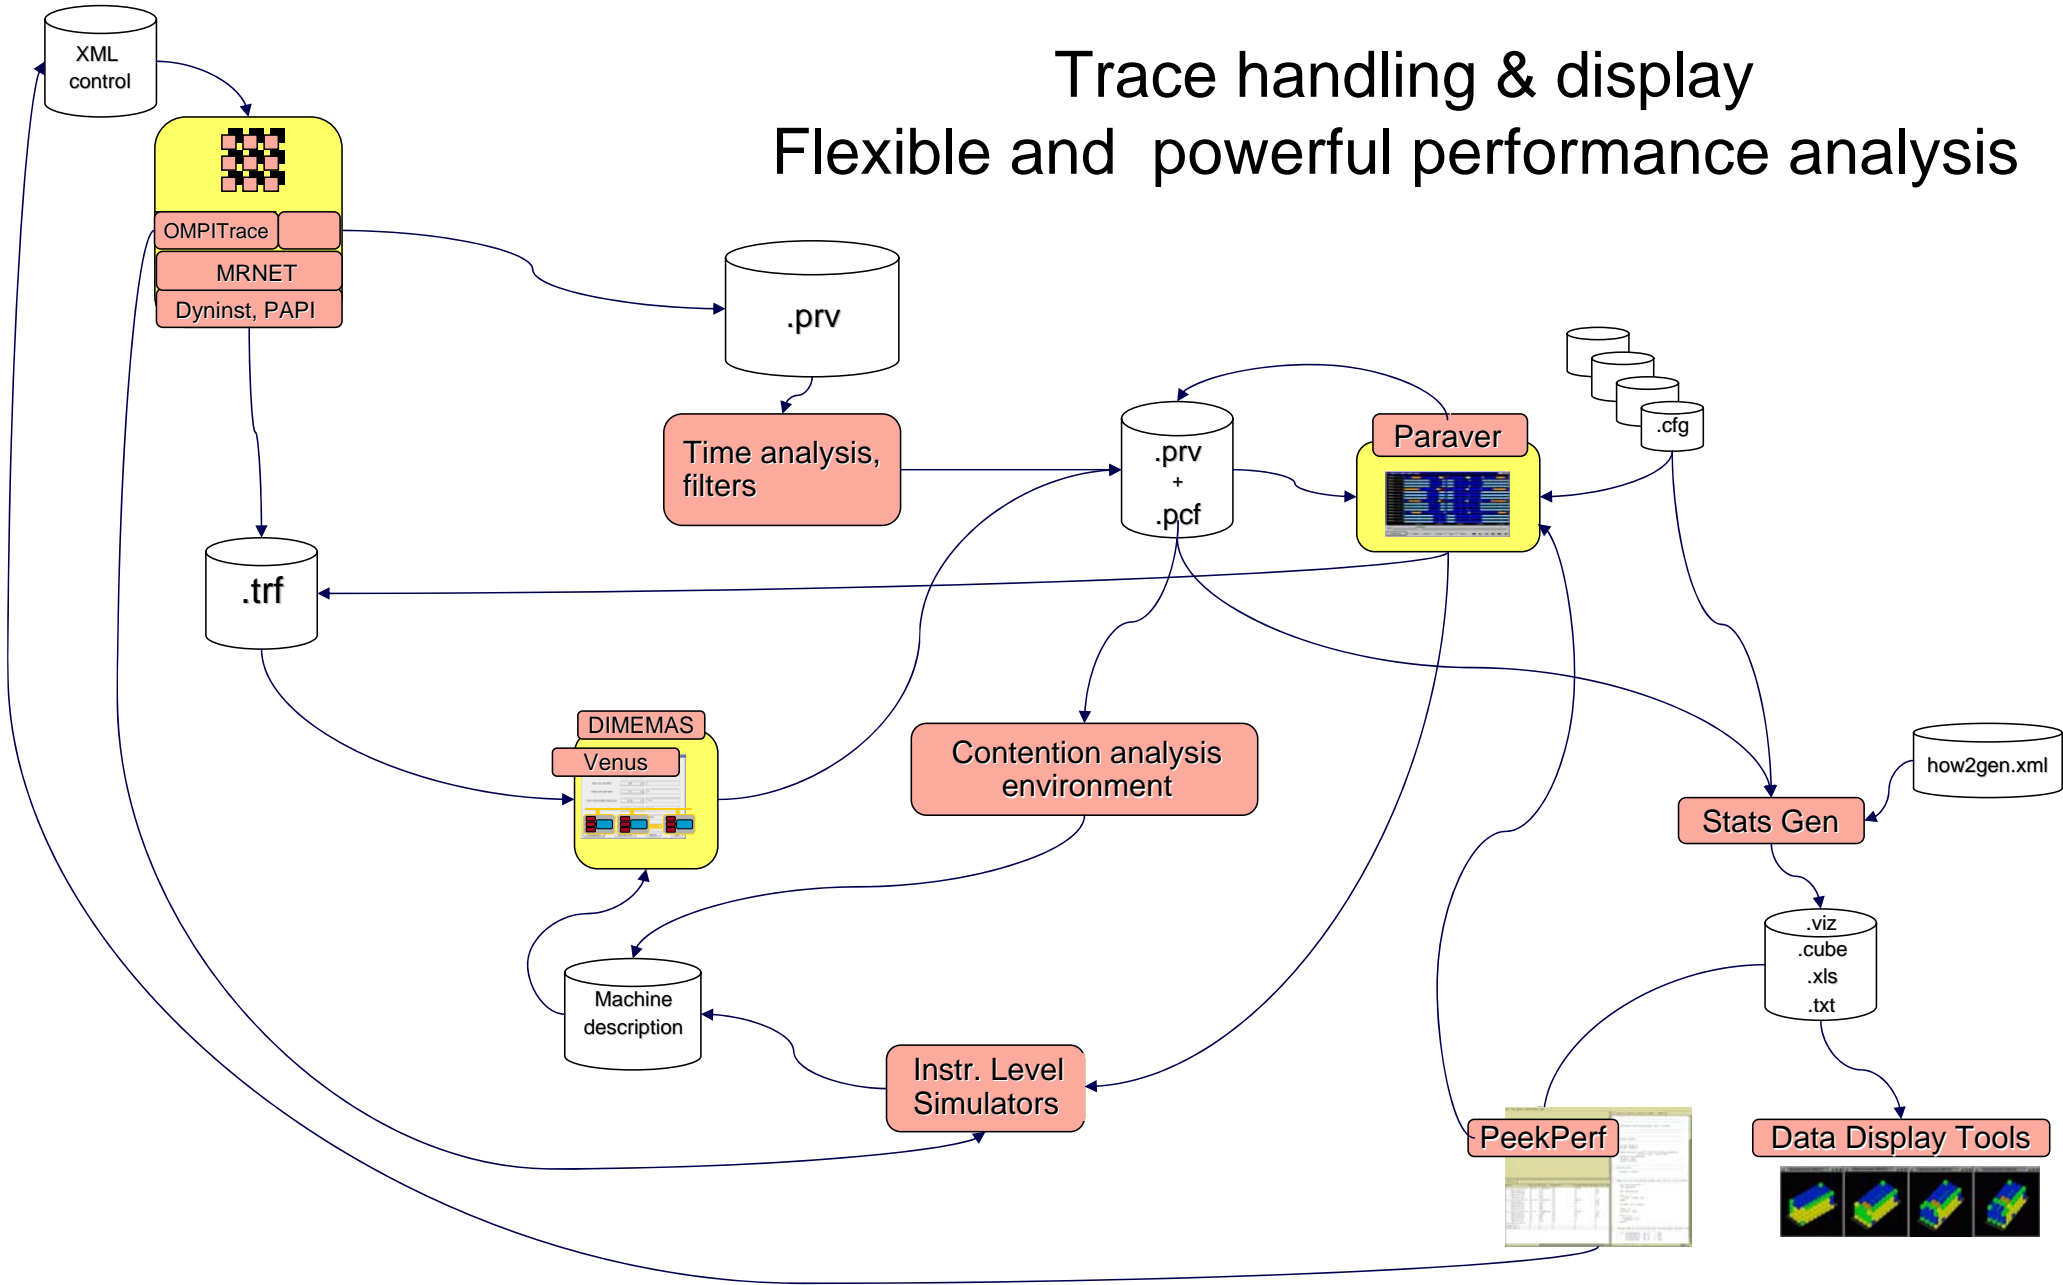 Trace handling & display
Flexible and powerful performance analysis
XML
control
OMPITrace
MRNET
Dyninst, PAPI
.prv
Time analysis,
filters
.prv
+
.pcf
Paraver
.cfg
.trf
DIMEMAS
Venus
Contention analysis
environment
how2gen.xml
Stats Gen
.viz
.cube
.xls
.txt
Machine
description
Instr. Level
Simulators
PeekPerf
Data Display Tools